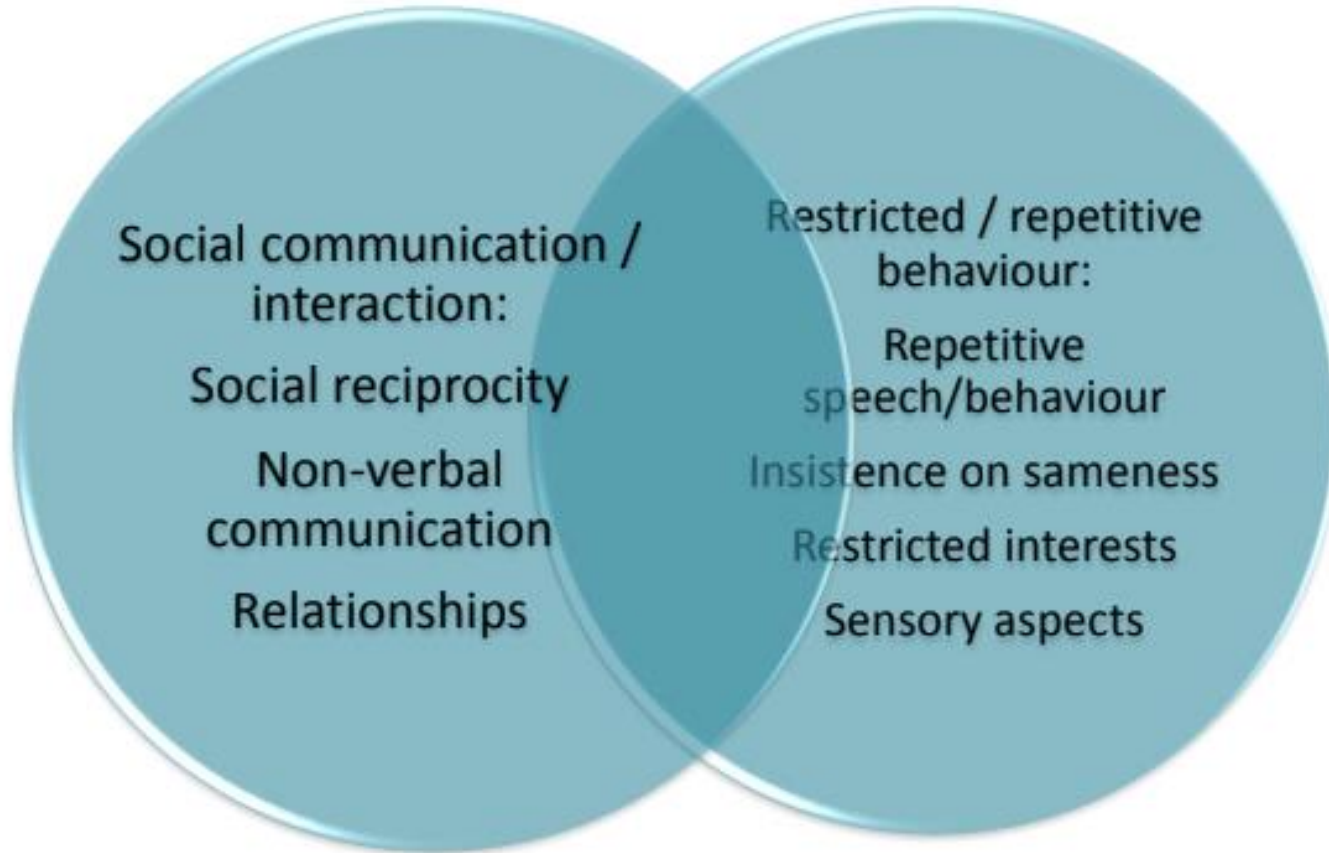 Social communication /
interaction:
Social reciprocity
Non-verbal
communication
Relationships
Restricted / repetitive
behaviour:
Repetitive
speech/behaviour
Insistence on sameness
Restricted interests
Sensory aspects